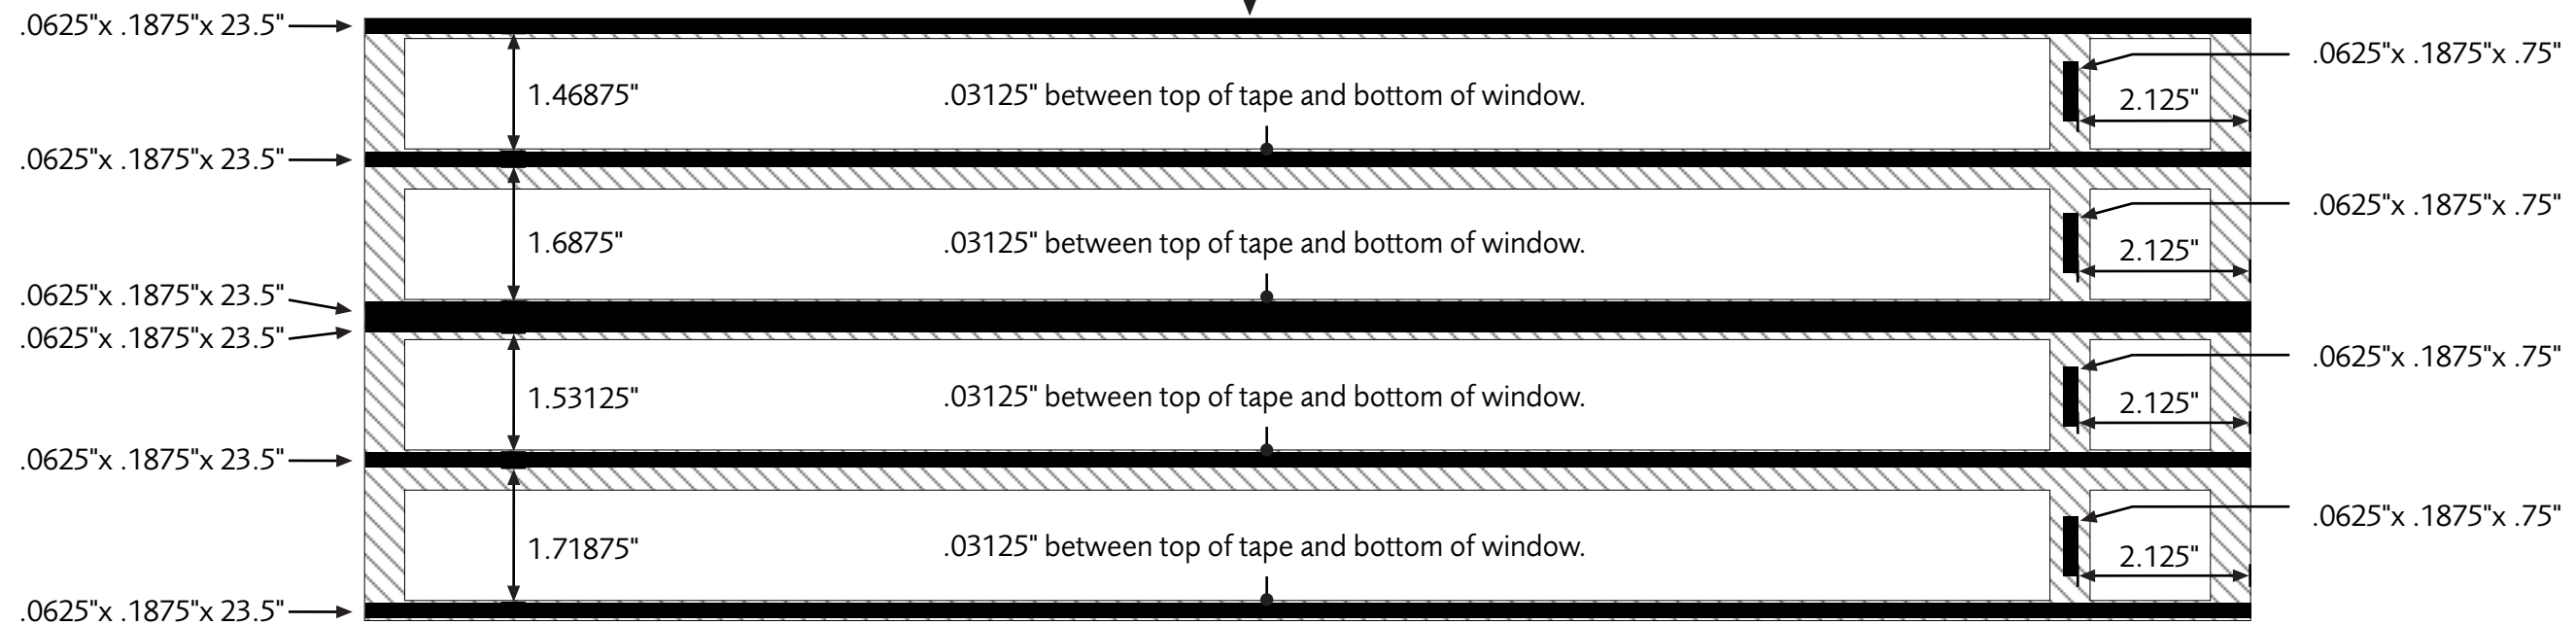 .0625"x .1875"x 23.5"
.0625"x .1875"x .75"
1.46875"
.03125" between top of tape and bottom of window.
2.125"
.0625"x .1875"x 23.5"
.0625"x .1875"x .75"
1.6875"
.03125" between top of tape and bottom of window.
2.125"
.0625"x .1875"x 23.5"
.0625"x .1875"x 23.5"
.0625"x .1875"x .75"
1.53125"
.03125" between top of tape and bottom of window.
2.125"
.0625"x .1875"x 23.5"
.0625"x .1875"x .75"
1.71875"
.03125" between top of tape and bottom of window.
2.125"
.0625"x .1875"x 23.5"